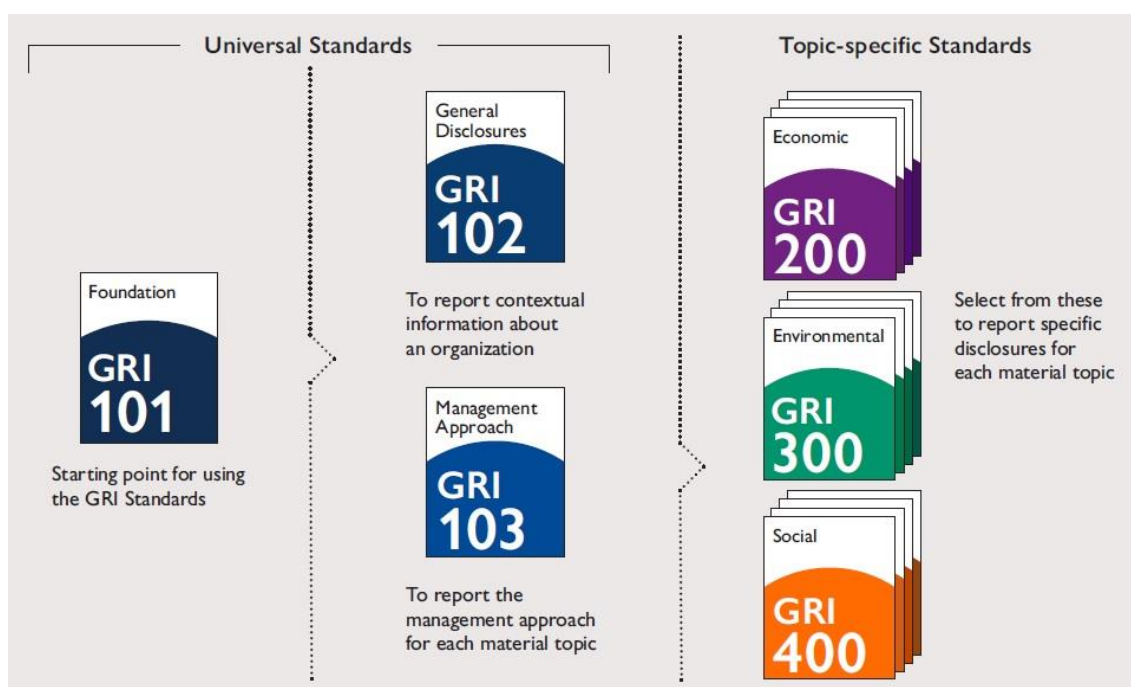 Universal Standards
Topic-specific Standards
Foundation
GRI
101
Starting point for using
the GRI Standards
General
Disclosures
GRI
102
To report contextual
information about
an organization
Management
Approach
GRI
103
To report the
management approach
for each material topic
Economic
GRI
200
Environmental
GRI
300
Social
GRI
400
Select from these
to report specific
disclosures for
each material topic